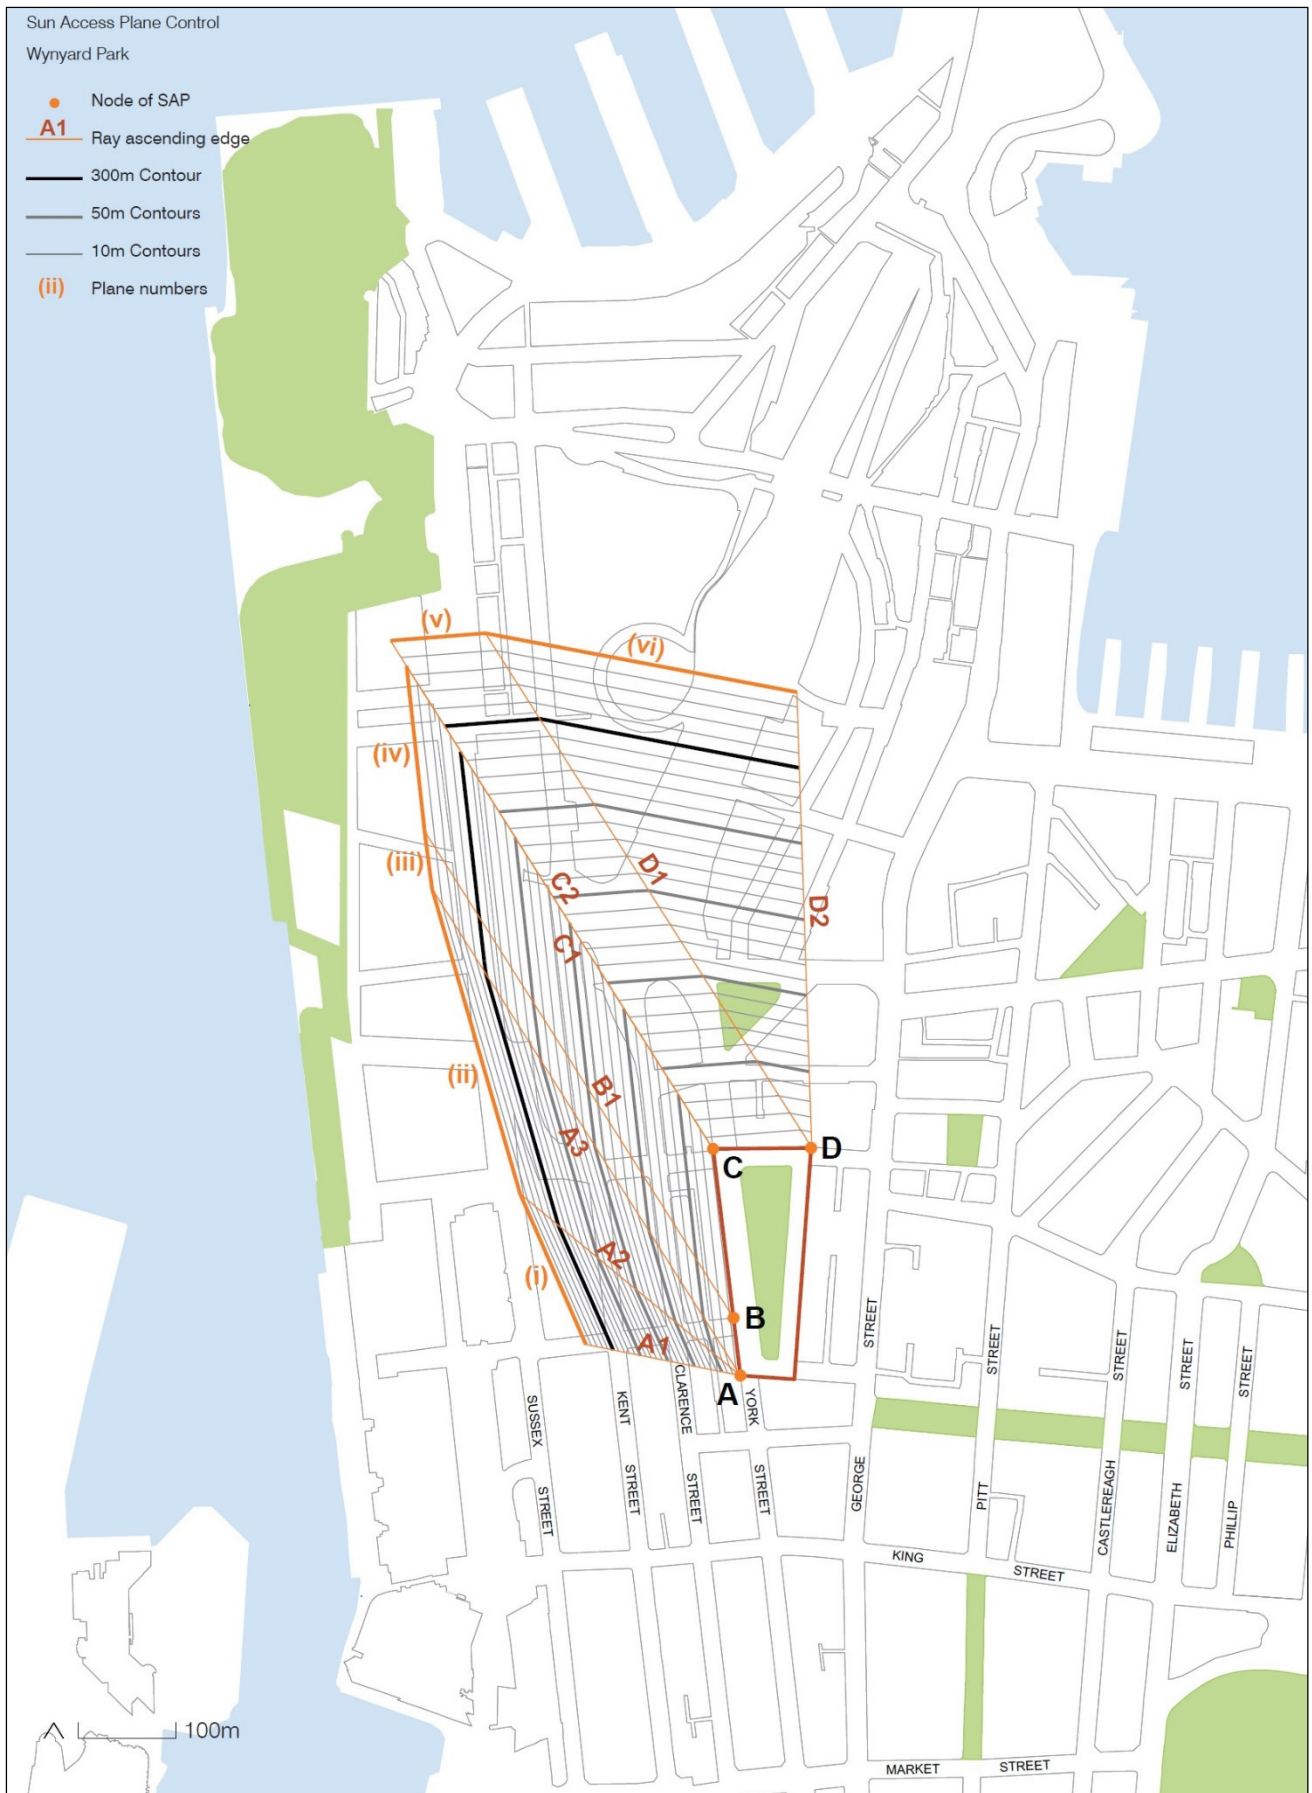 Sun Access Plane Control
Wynyard Park
Node of SAP
A1
Ray ascending edge
300m Contour
50m Contours
10m Contours
(ii)
Plane numbers
(v)
(vi)
(iv)
(iii)
D1
C2
D2
C1
(ii)
B1
A3
C
D
A2
(i)
B
A1
A
SUSSEX
STREET
KENT
STREET
CLARENCE
STREET
YORK
STREET
STREET
GEORGE
STREET
PITT
STREET
CASTLEREAGH
STREET
ELIZABETH
STREET
PHILLIP
KING
STREET
100m
MARKET
STREET